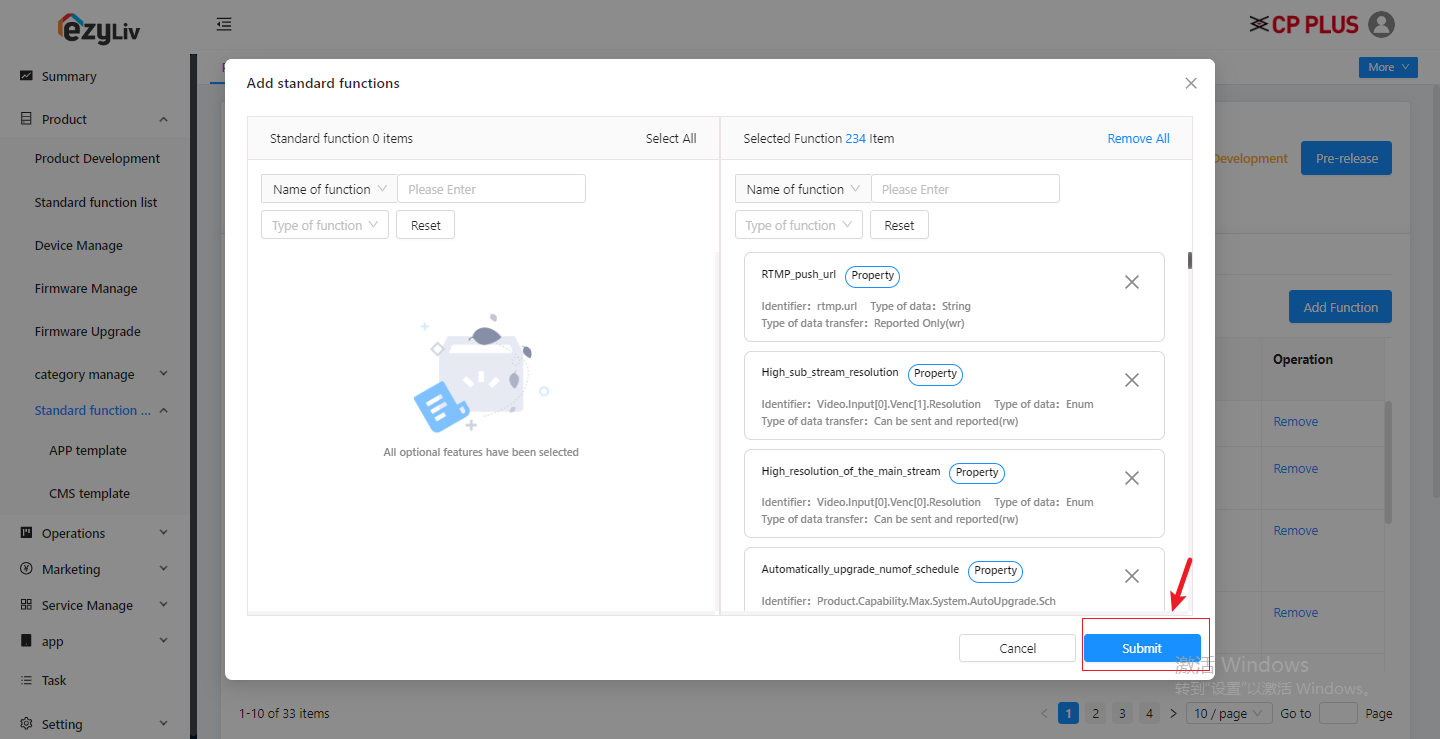 ezyLiv
CP PLUS
Summary
Product
Product Development
Standard function list
Device Manage
Firmware Manage
Firmware Upgrade
category manage
Standard function ...
APP template
CMS template
Operations
Marketing
Service Manage
app
Task
Setting
More
Development
Pre-release
Add Function
Operation
Remove
Remove
Remove
Remove
Add standard functions
Standard function 0 items
Select All
Name of function
Please Enter
Type of function
Reset
All optional features have been selected
Selected Function 234 Item
Remove All
Name of function
Please Enter
Type of function
Reset
RTMP_push_url Property
Identifier: rtmp.url Type of data: String
Type of data transfer: Reported Only(wr)
High_sub_stream_resolution Property
Identifier: Video.Input[0].Venc[1].Resolution Type of data: Enum
Type of data transfer: Can be sent and reported(rw)
High_resolution_of_the_main_stream Property
Identifier: Video.Input[0].Venc[0].Resolution Type of data: Enum
Type of data transfer: Can be sent and reported(rw)
Automatically_upgrade_numof_schedule Property
Identifier: Product.Capability.Max.System.AutoUpgrade.Sch
Cancel
Submit
激活 Windows
转到"设置"以激活 Windows。
1-10 of 33 items
1 2 3 4 10 / page Go to Page